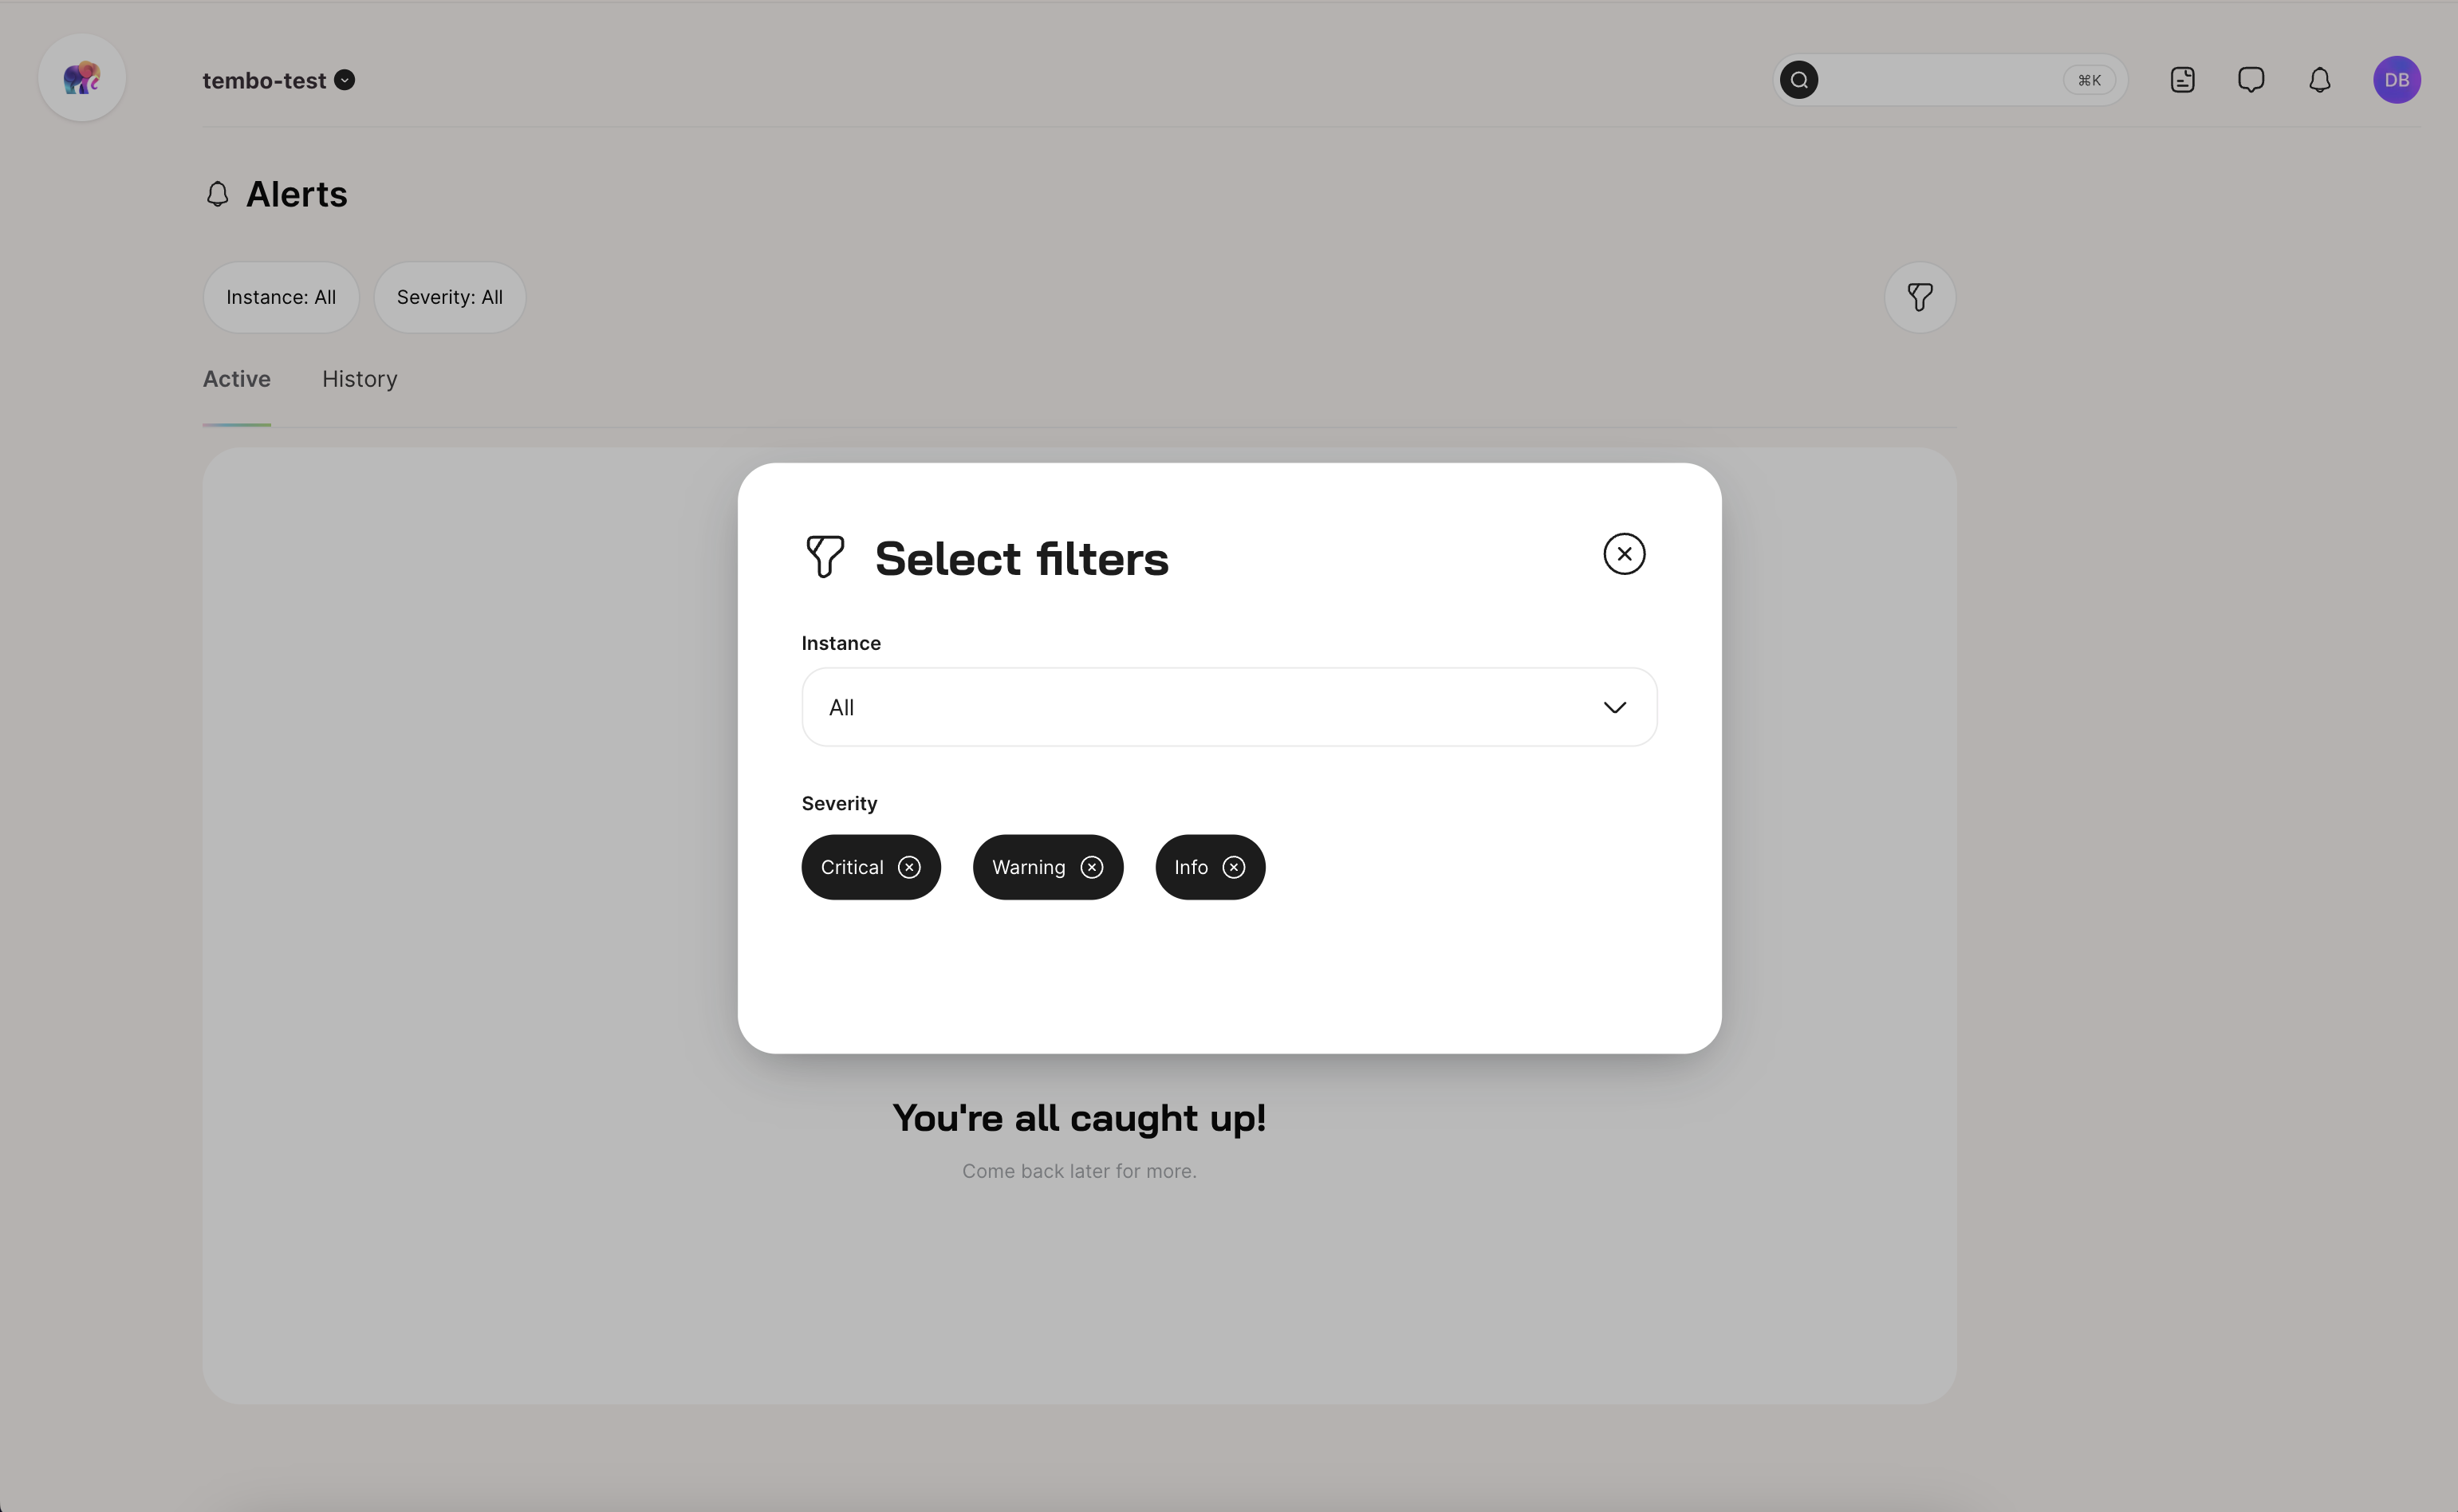 tembo-test
⌘K
DB
Alerts
Instance: All
Severity: All
Active
History
Select filters
Instance
All
Severity
Critical
Warning
Info
You're all caught up!
Come back later for more.